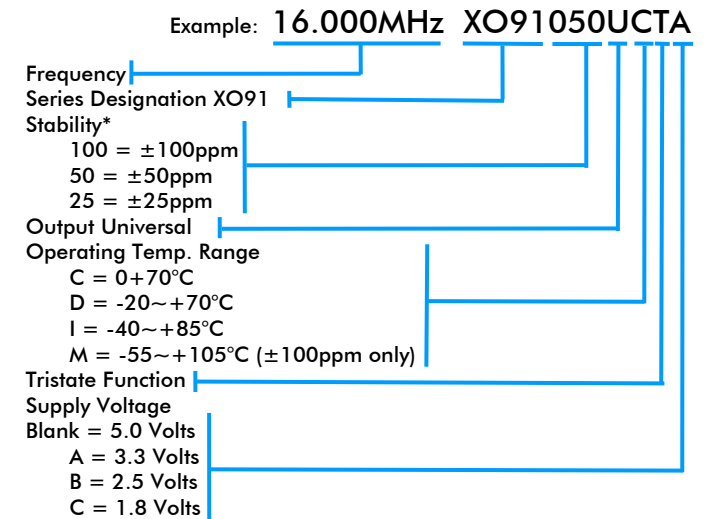 Example: 16.000MHz XO91050UCTA
Frequency
Series Designation XO91
Stability*
100 = ±100ppm
50 = ±50ppm
25 = ±25ppm
Output Universal
Operating Temp. Range
C = 0+70°C
D = -20~+70°C
I = -40~+85°C
M = -55~+105°C (±100ppm only)
Tristate Function
Supply Voltage
Blank = 5.0 Volts
A = 3.3 Volts
B = 2.5 Volts
C = 1.8 Volts